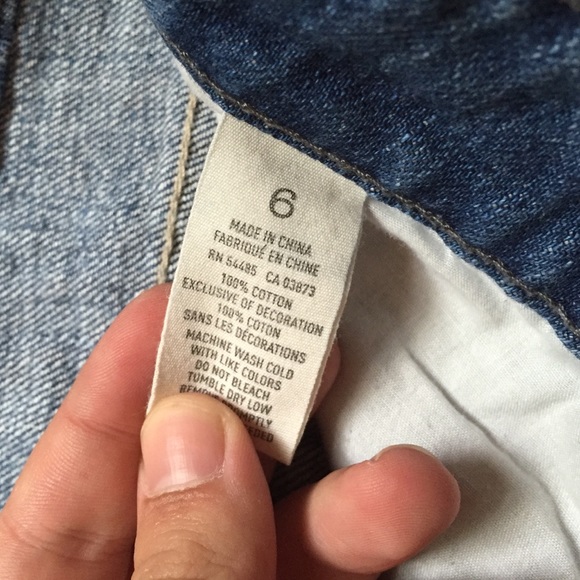 6
MADE IN CHINA
FABRIQUÉ EN CHINE
RN 54485 CA 03873
100% COTTON
EXCLUSIVE OF DECORATION
100% COTON
SANS LES DÉCORATIONS
MACHINE WASH COLD
WITH LIKE COLORS
DO NOT BLEACH
TUMBLE DRY LOW